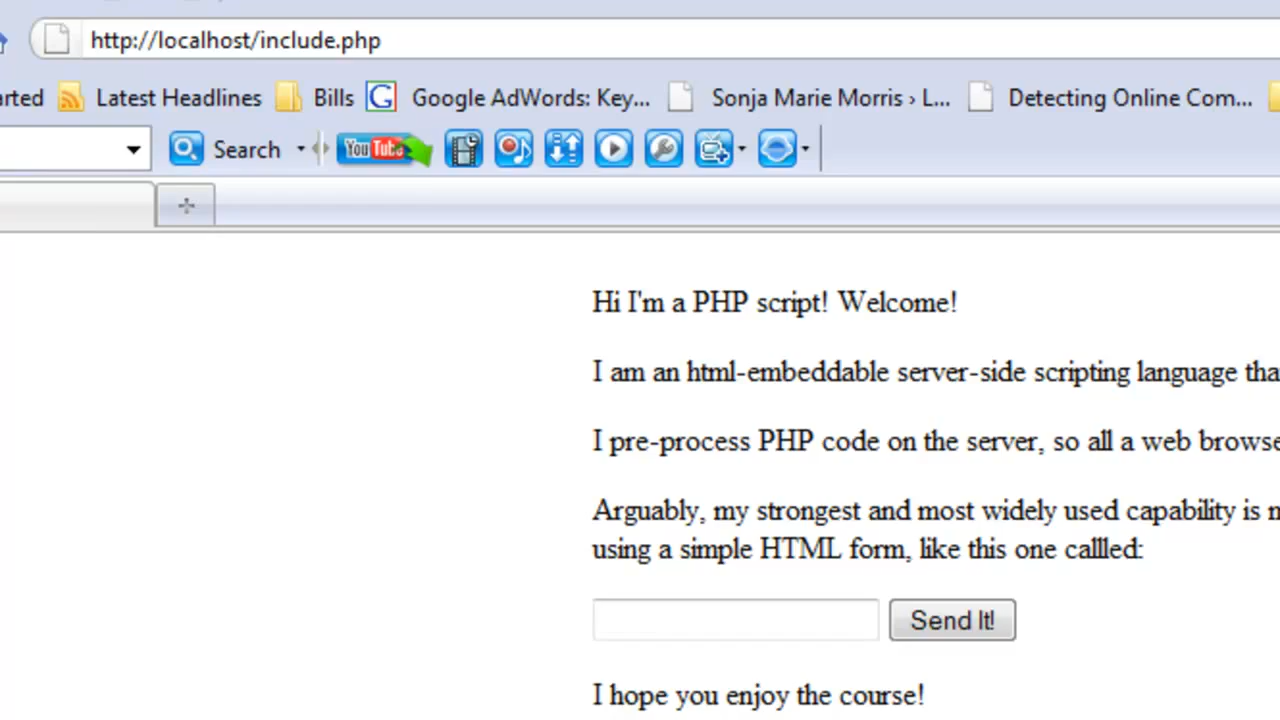 http://localhost/include.php
arted Latest Headlines Bills G Google AdWords: Key... Sonja Marie Morris › L... Detecting Online Com...
Search YouTube
Hi I'm a PHP script! Welcome!
I am an html-embeddable server-side scripting language tha
I pre-process PHP code on the server, so all a web browse
Arguably, my strongest and most widely used capability is n
using a simple HTML form, like this one callled:
Send It!
I hope you enjoy the course!